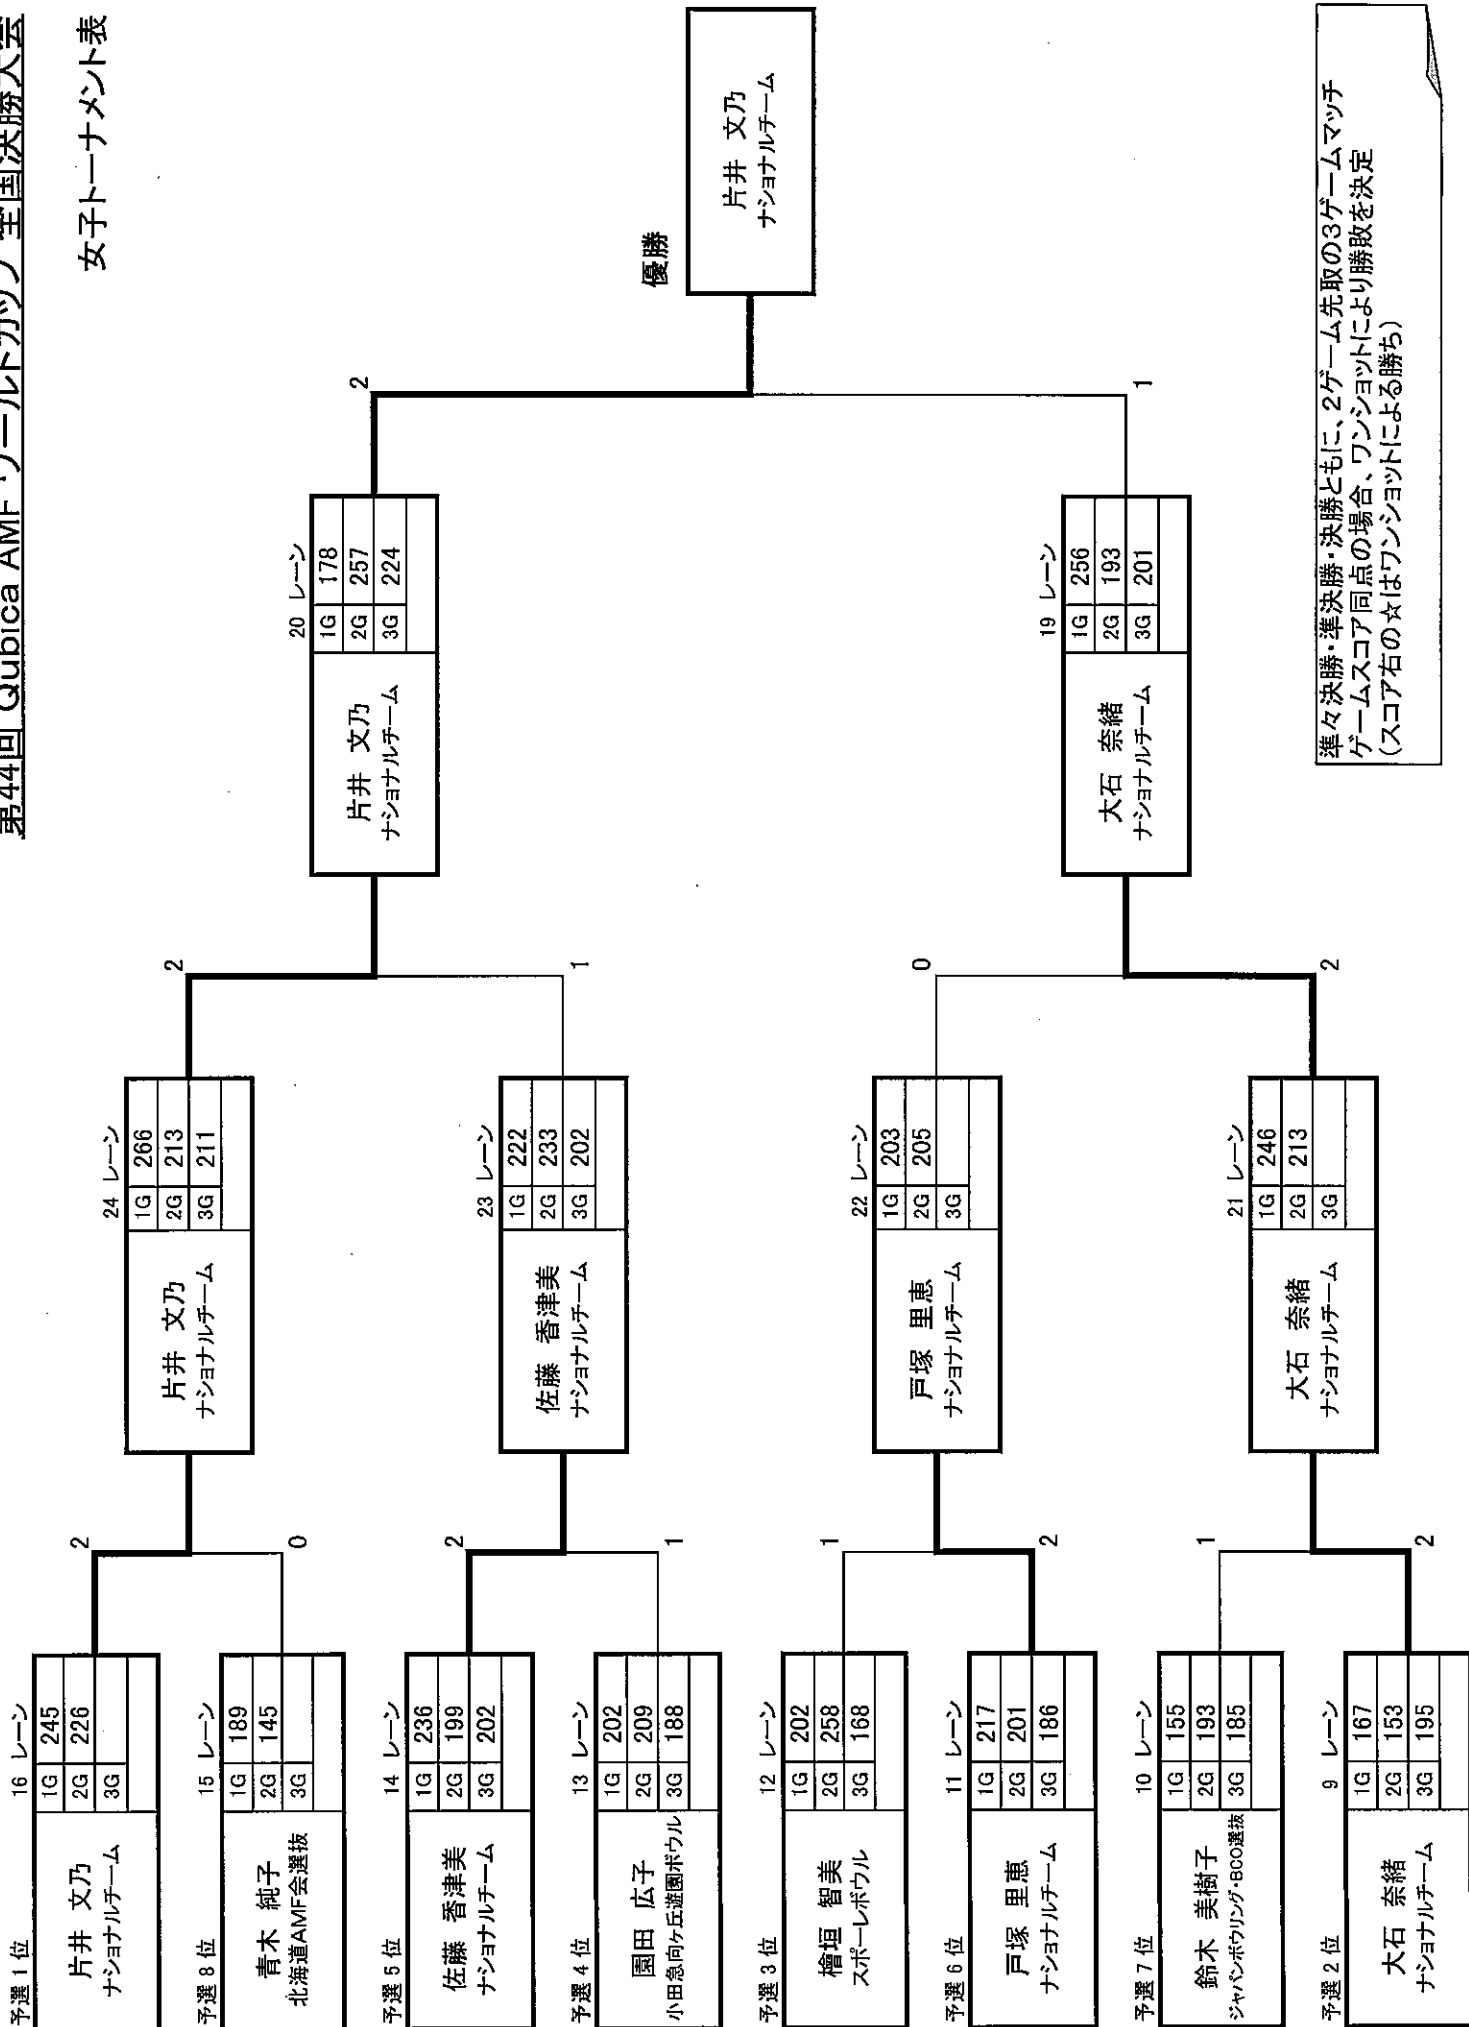 第44回 Qubica AMF ワールドカップ 全国決勝大会
女子トーナメント表
優勝
片井 文乃
ナショナルチーム
2
1
20 レーン
片井 文乃
ナショナルチーム
1G 178
2G 257
3G 224
19 レーン
大石 奈緒
ナショナルチーム
1G 256
2G 193
3G 201
2
1
0
2
24 レーン
片井 文乃
ナショナルチーム
1G 266
2G 213
3G 211
23 レーン
佐藤 香津美
ナショナルチーム
1G 222
2G 233
3G 202
22 レーン
戸塚 里恵
ナショナルチーム
1G 203
2G 205
3G
21 レーン
大石 奈緒
ナショナルチーム
1G 246
2G 213
3G
2
0
2
1
1
2
1
2
予選 1 位 16 レーン
片井 文乃
ナショナルチーム
1G 245
2G 226
3G
予選 8 位 15 レーン
青木 純子
北海道AMF会選抜
1G 189
2G 145
3G
予選 5 位 14 レーン
佐藤 香津美
ナショナルチーム
1G 236
2G 199
3G 202
予選 4 位 13 レーン
園田 広子
小田急向ケ丘遊園ボウル
1G 202
2G 209
3G 188
予選 3 位 12 レーン
檜垣 智美
スポーレボウル
1G 202
2G 258
3G 168
予選 6 位 11 レーン
戸塚 里恵
ナショナルチーム
1G 217
2G 201
3G 186
予選 7 位 10 レーン
鈴木 美樹子
ジャパンボウリング・BCO選抜
1G 155
2G 193
3G 185
予選 2 位 9 レーン
大石 奈緒
ナショナルチーム
1G 167
2G 153
3G 195
準々決勝・準決勝・決勝ともに、2ゲーム先取の3ゲームマッチ
ゲームスコア同点の場合、ワンショットにより勝敗を決定
(スコア右の☆はワンショットによる勝ち)